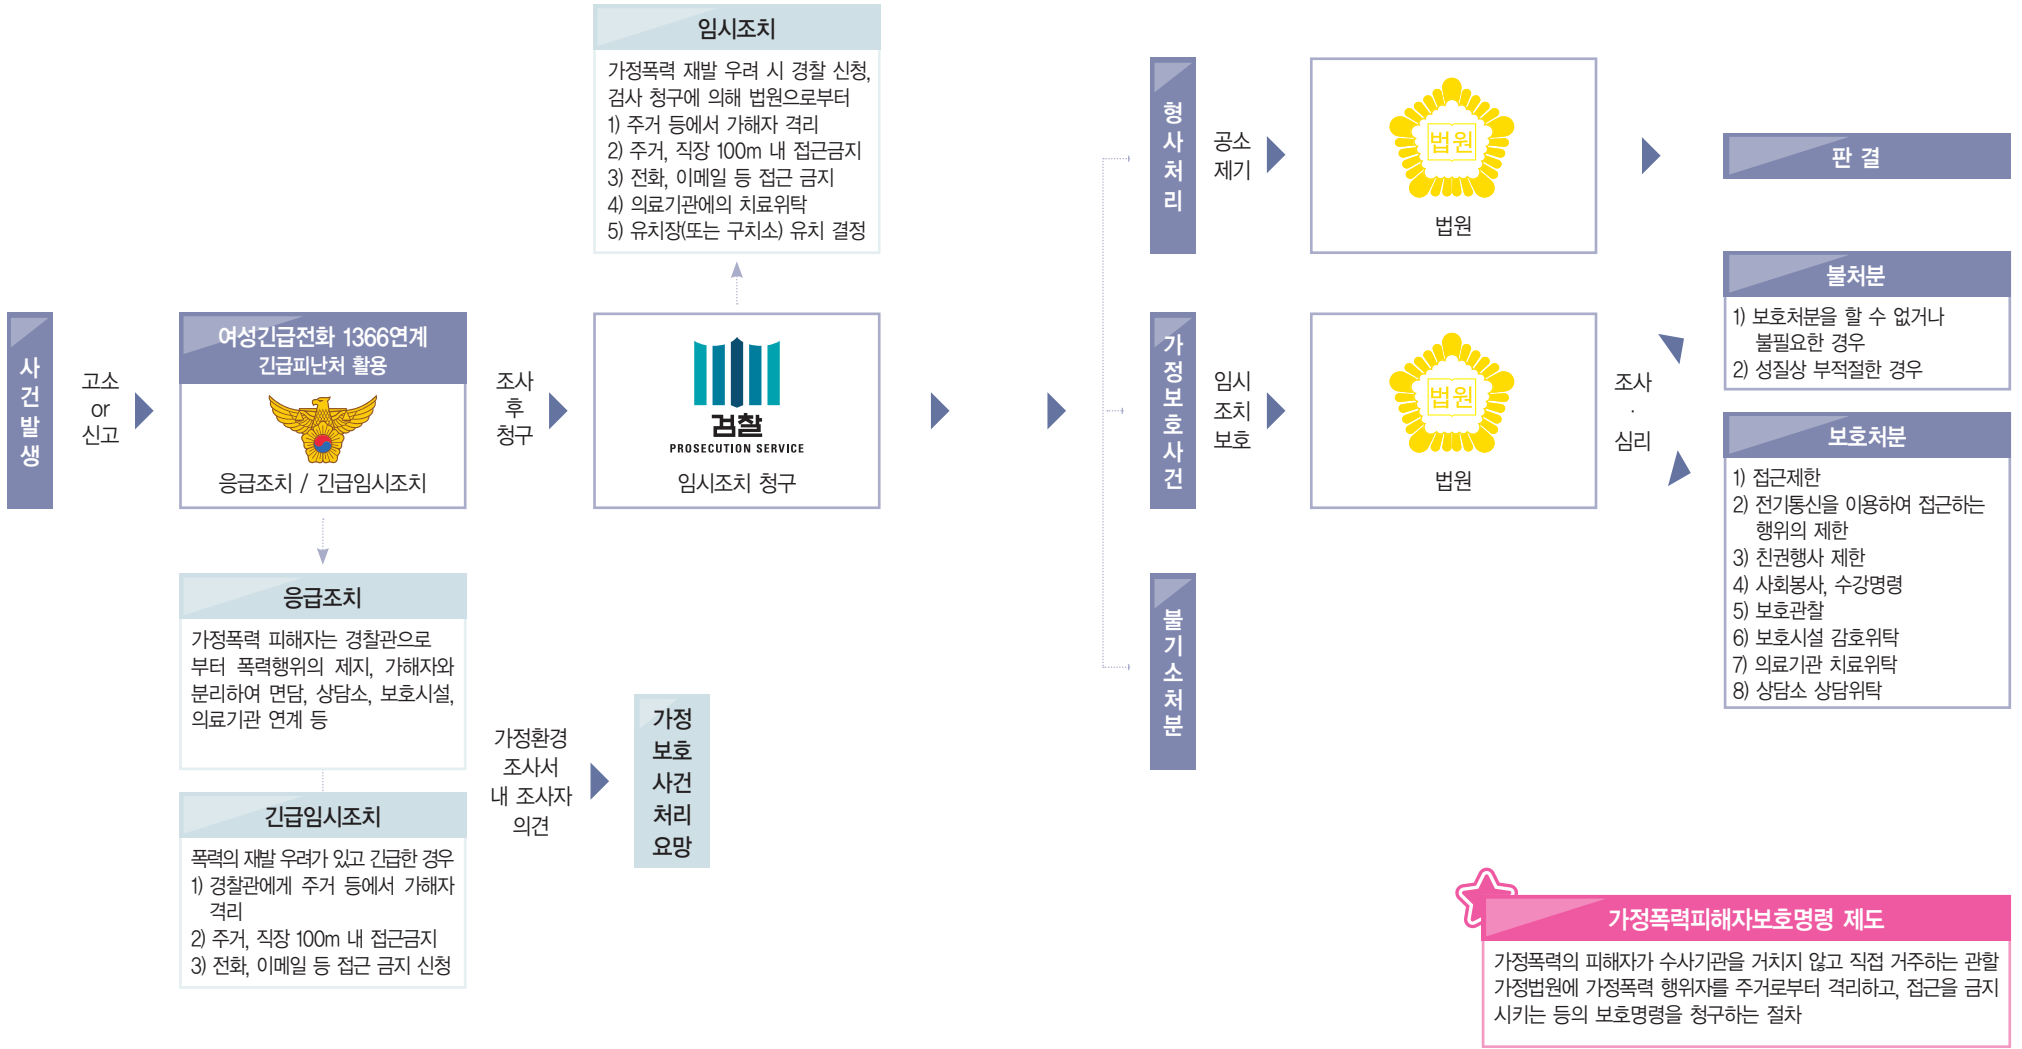 사건발생
고소
or
신고
여성긴급전화 1366연계
긴급피난처 활용
응급조치 / 긴급임시조치
조사
후
청구
임시조치
가정폭력 재발 우려 시 경찰 신청,
검사 청구에 의해 법원으로부터
1) 주거 등에서 가해자 격리
2) 주거, 직장 100m 내 접근금지
3) 전화, 이메일 등 접근 금지
4) 의료기관에의 치료위탁
5) 유치장(또는 구치소) 유치 결정
검찰
PROSECUTION SERVICE
임시조치 청구
응급조치
가정폭력 피해자는 경찰관으로
부터 폭력행위의 제지, 가해자와
분리하여 면담, 상담소, 보호시설,
의료기관 연계 등
긴급임시조치
폭력의 재발 우려가 있고 긴급한 경우
1) 경찰관에게 주거 등에서 가해자
격리
2) 주거, 직장 100m 내 접근금지
3) 전화, 이메일 등 접근 금지 신청
가정환경
조사서
내 조사자
의견
가정
보호
사건
처리
요망
형사처리
공소
제기
법원
법원
판 결
가정보호사건
임시
조치
보호
법원
법원
조사
·
심리
불처분
1) 보호처분을 할 수 없거나
불필요한 경우
2) 성질상 부적절한 경우
보호처분
1) 접근제한
2) 전기통신을 이용하여 접근하는
행위의 제한
3) 친권행사 제한
4) 사회봉사, 수강명령
5) 보호관찰
6) 보호시설 감호위탁
7) 의료기관 치료위탁
8) 상담소 상담위탁
불기소처분
가정폭력피해자보호명령 제도
가정폭력의 피해자가 수사기관을 거치지 않고 직접 거주하는 관할
가정법원에 가정폭력 행위자를 주거로부터 격리하고, 접근을 금지
시키는 등의 보호명령을 청구하는 절차